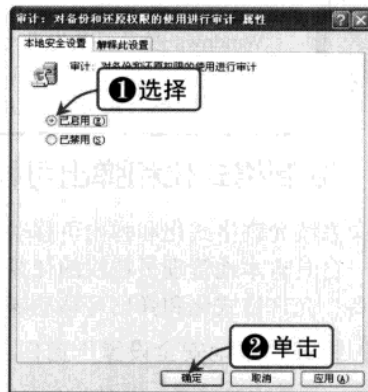 审计: 对备份和还原权限的使用进行审计 属性
本地安全设置 解释此设置
审计: 对备份和还原权限的使用进行审计
❶选择
已启用(E)
已禁用(S)
❷单击
确定 取消 应用(A)